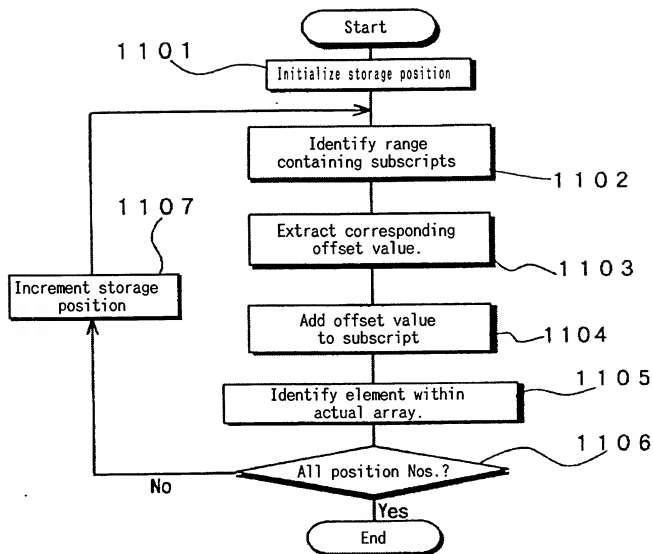 Start
1101
Initialize storage position
Identify range
containing subscripts
1102
1107
Extract corresponding
offset value.
1103
Increment storage
position
Add offset value
to subscript
1104
1105
Identify element within
actual array.
1106
All position Nos.?
No
Yes
End